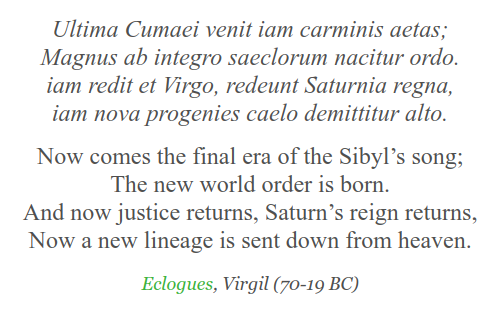 Ultima Cumaei venit iam carminis aetas;
Magnus ab integro saeclorum nacitur ordo.
iam redit et Virgo, redeunt Saturnia regna,
iam nova progenies caelo demittitur alto.
Now comes the final era of the Sibyl’s song;
The new world order is born.
And now justice returns, Saturn’s reign returns,
Now a new lineage is sent down from heaven.
Eclogues, Virgil (70-19 BC)